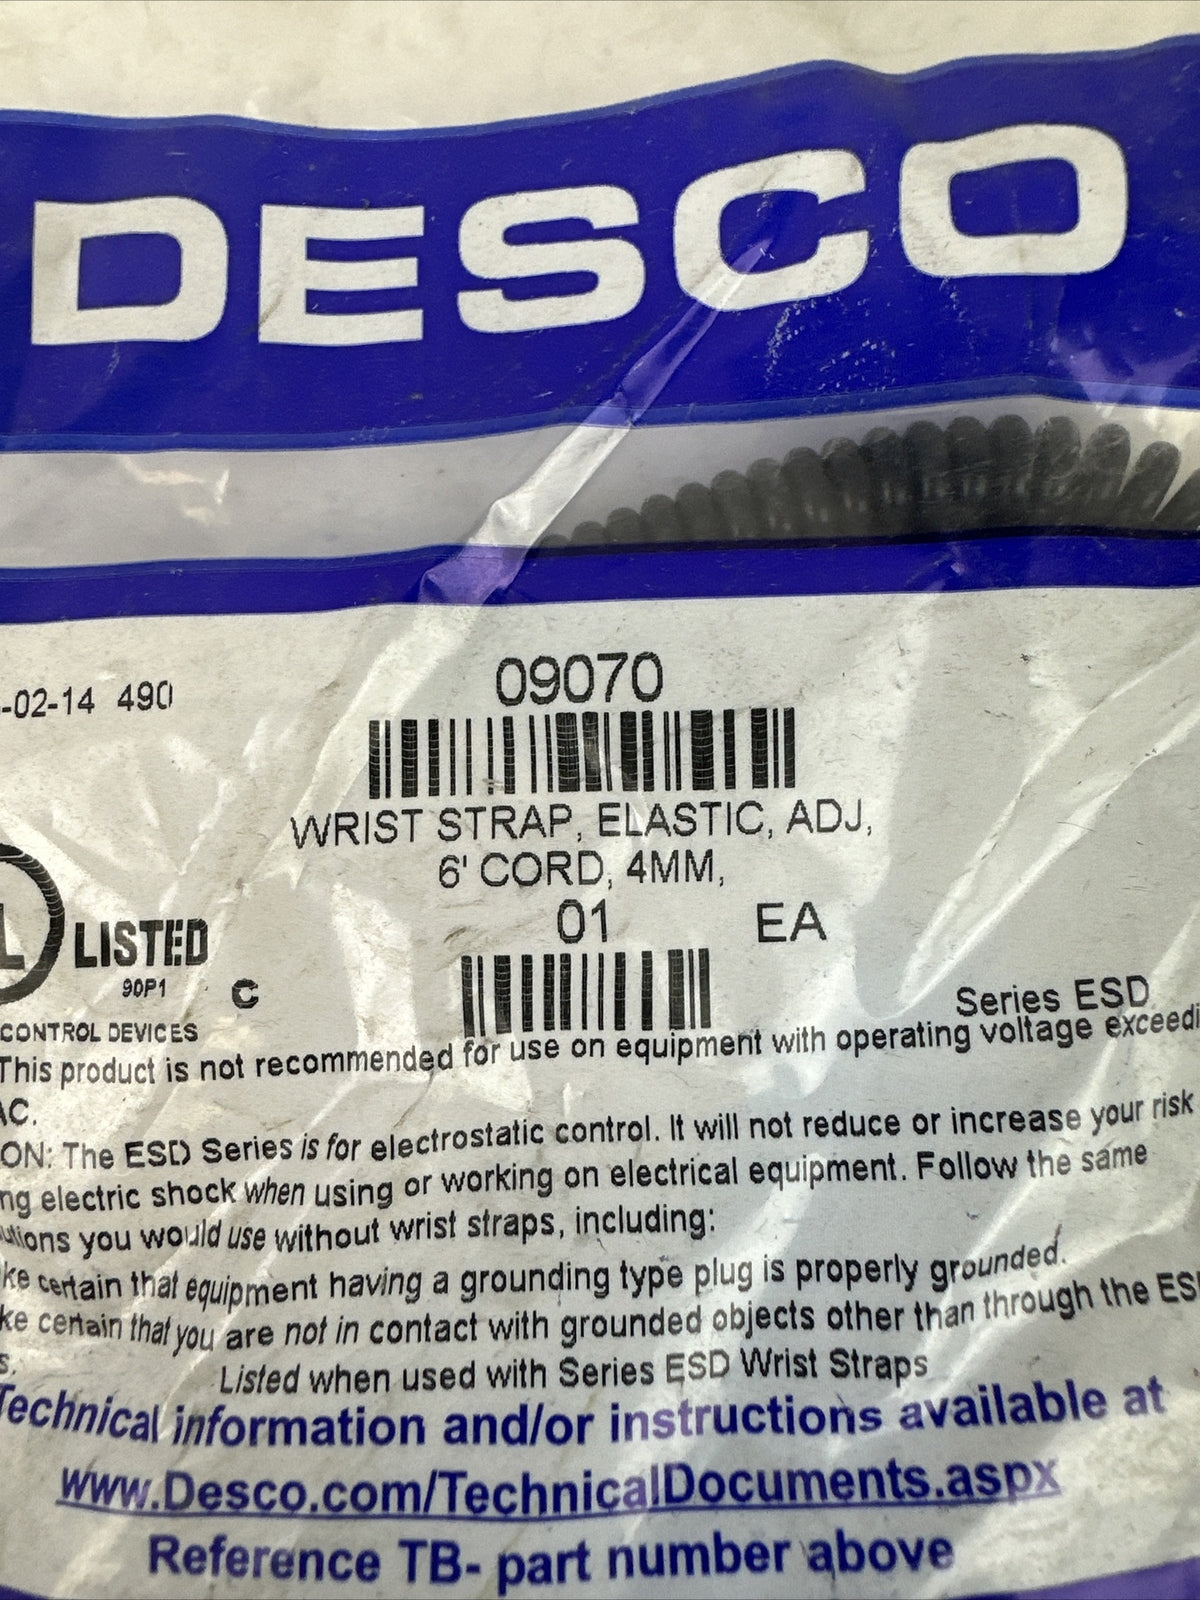 DESCO
09070
-02-14 490
WRIST STRAP, ELASTIC, ADJ,
6' CORD, 4MM,
01 EA
L LISTED
90P1 C
Series ESD
CONTROL DEVICES
This product is not recommended for use on equipment with operating voltage exceedi
AC.
ON: The ESD Series is for electrostatic control. It will not reduce or increase your risk
ng electric shock when using or working on electrical equipment. Follow the same
utions you would use without wrist straps, including:
ke certain that equipment having a grounding type plug is properly grounded.
ke certain that you are not in contact with grounded objects other than through the ES
s.
Listed when used with Series ESD Wrist Straps
Technical information and/or instructions available at
www.Desco.com/TechnicalDocuments.aspx
Reference TB- part number above